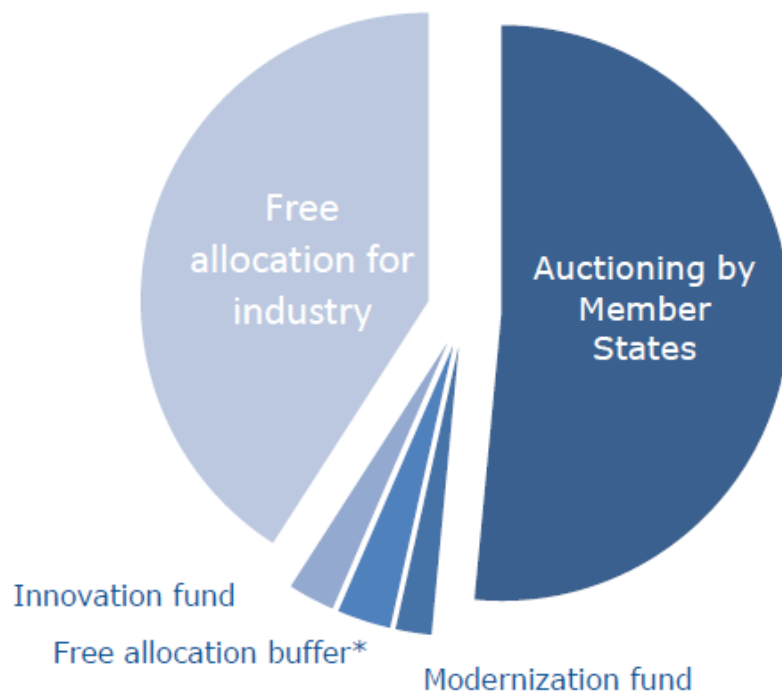 Free
allocation for
industry
Auctioning by
Member
States
Innovation fund
Free allocation buffer*
Modernization fund